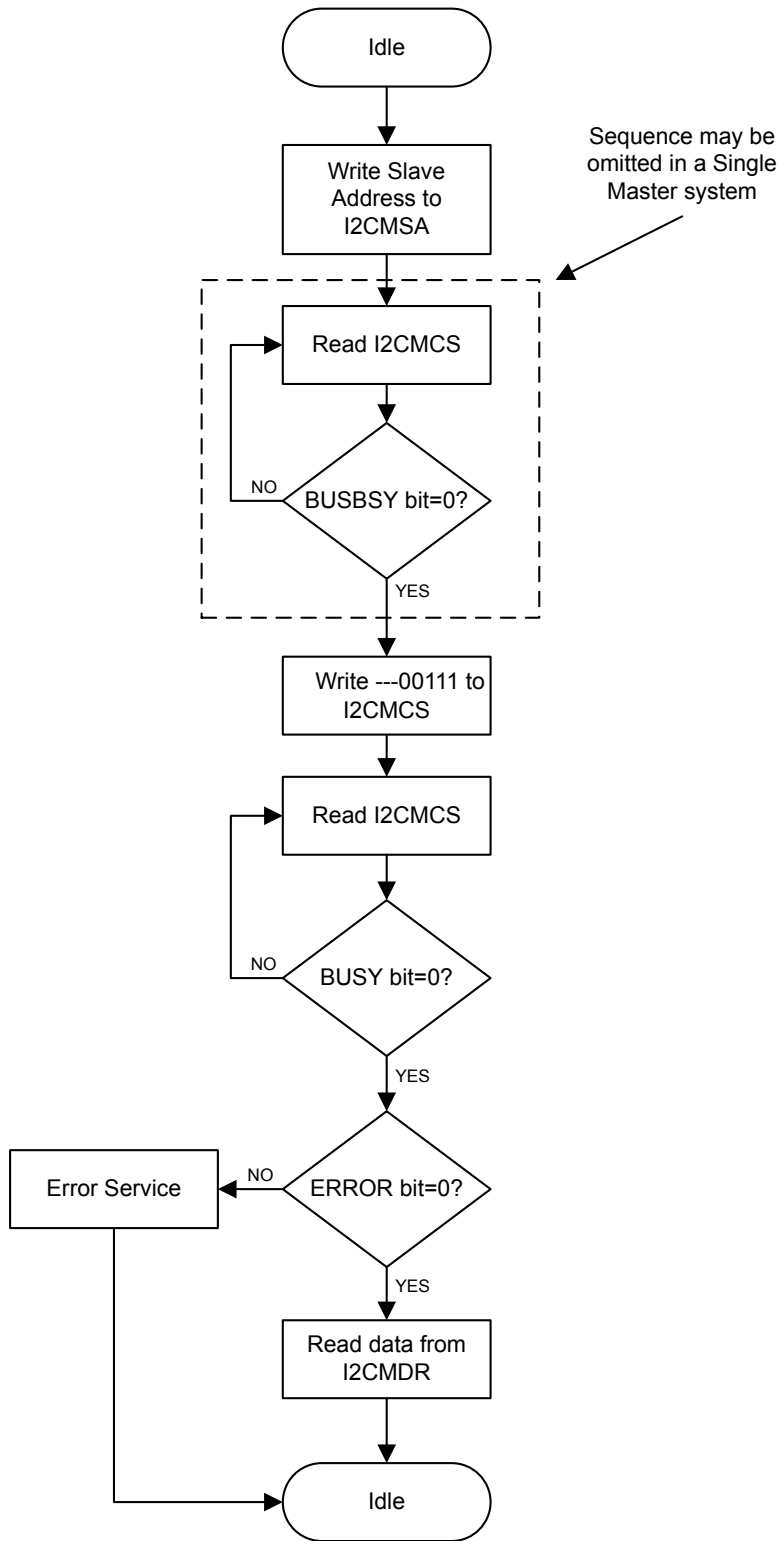 Idle
Sequence may be
omitted in a Single
Master system
Write Slave
Address to
I2CMSA
Read I2CMCS
NO
BUSBSY bit=0?
YES
Write ---00111 to
I2CMCS
Read I2CMCS
NO
BUSY bit=0?
YES
Error Service
NO
ERROR bit=0?
YES
Read data from
I2CMDR
Idle